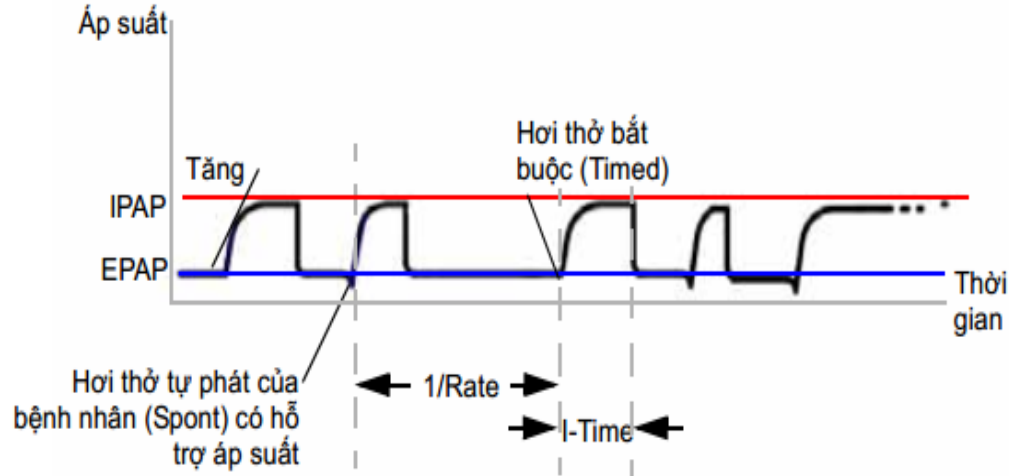 Áp suất
Hơi thở bắt
buộc (Timed)
Tăng
IPAP
EPAP
Thời
gian
Hơi thở tự phát của
bệnh nhân (Spont) có hỗ
trợ áp suất
1/Rate
I-Time